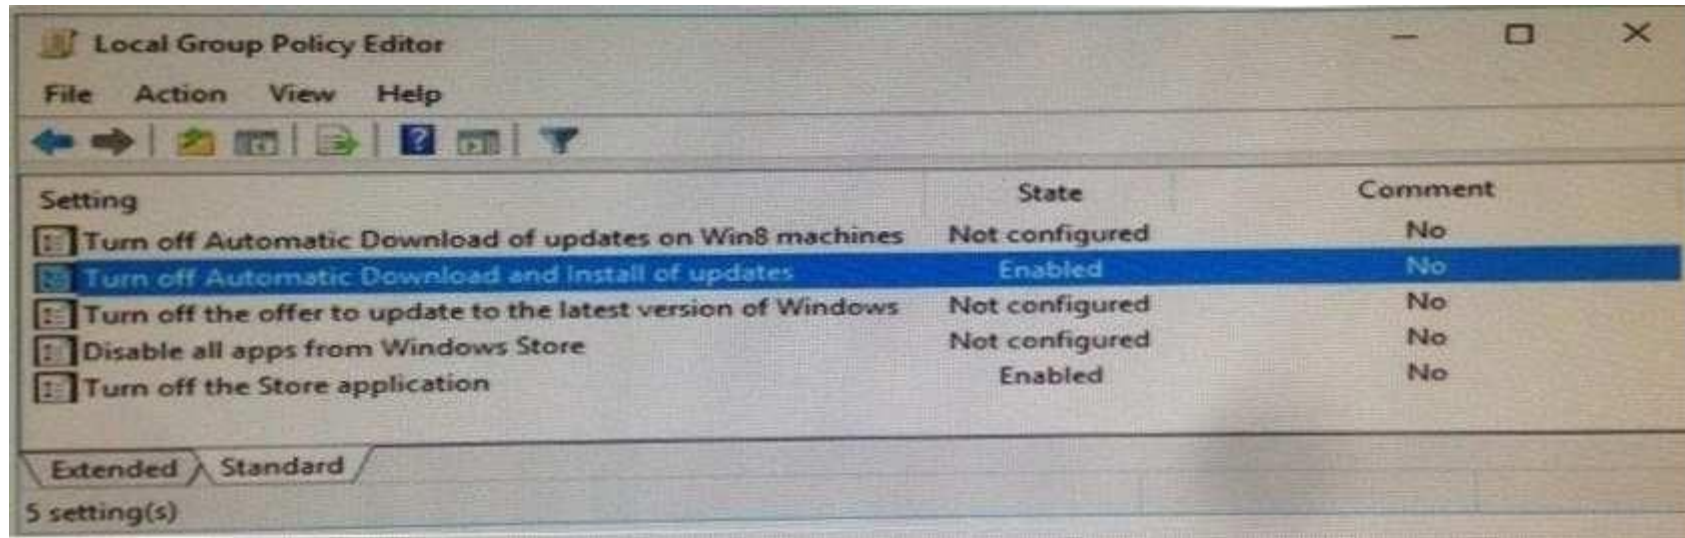 Local Group Policy Editor
File Action View Help
Setting State Comment
Turn off Automatic Download of updates on Win8 machines Not configured No
Turn off Automatic Download and Install of updates Enabled No
Turn off the offer to update to the latest version of Windows Not configured No
Disable all apps from Windows Store Not configured No
Turn off the Store application Enabled No
Extended Standard
5 setting(s)